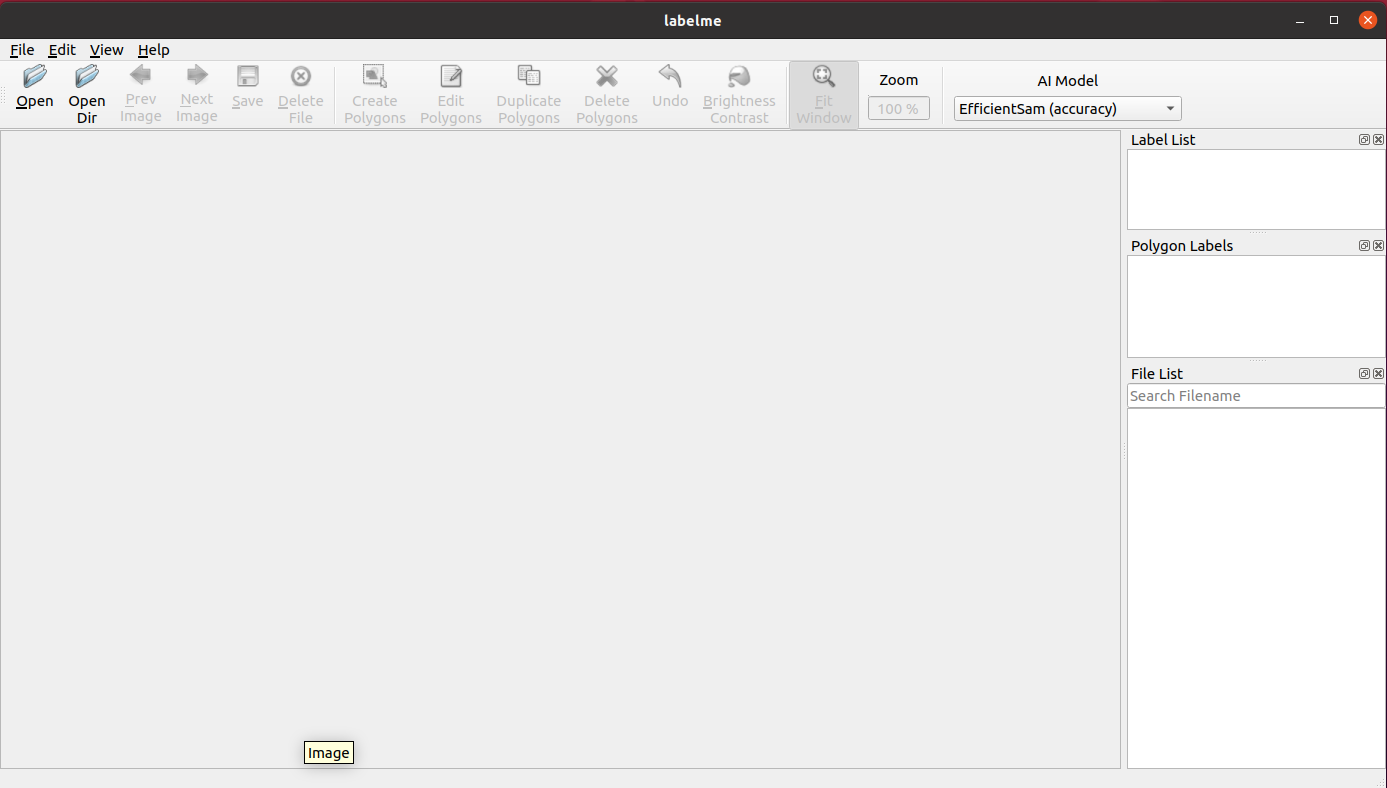 labelme
File Edit View Help
Open
Open
Dir
Prev
Image
Next
Image
Save
Delete
File
Create
Polygons
Edit
Polygons
Duplicate
Polygons
Delete
Polygons
Undo
Brightness
Contrast
Fit
Window
Zoom
100 %
AI Model
EfficientSam (accuracy)
Label List
Polygon Labels
File List
Search Filename
Image